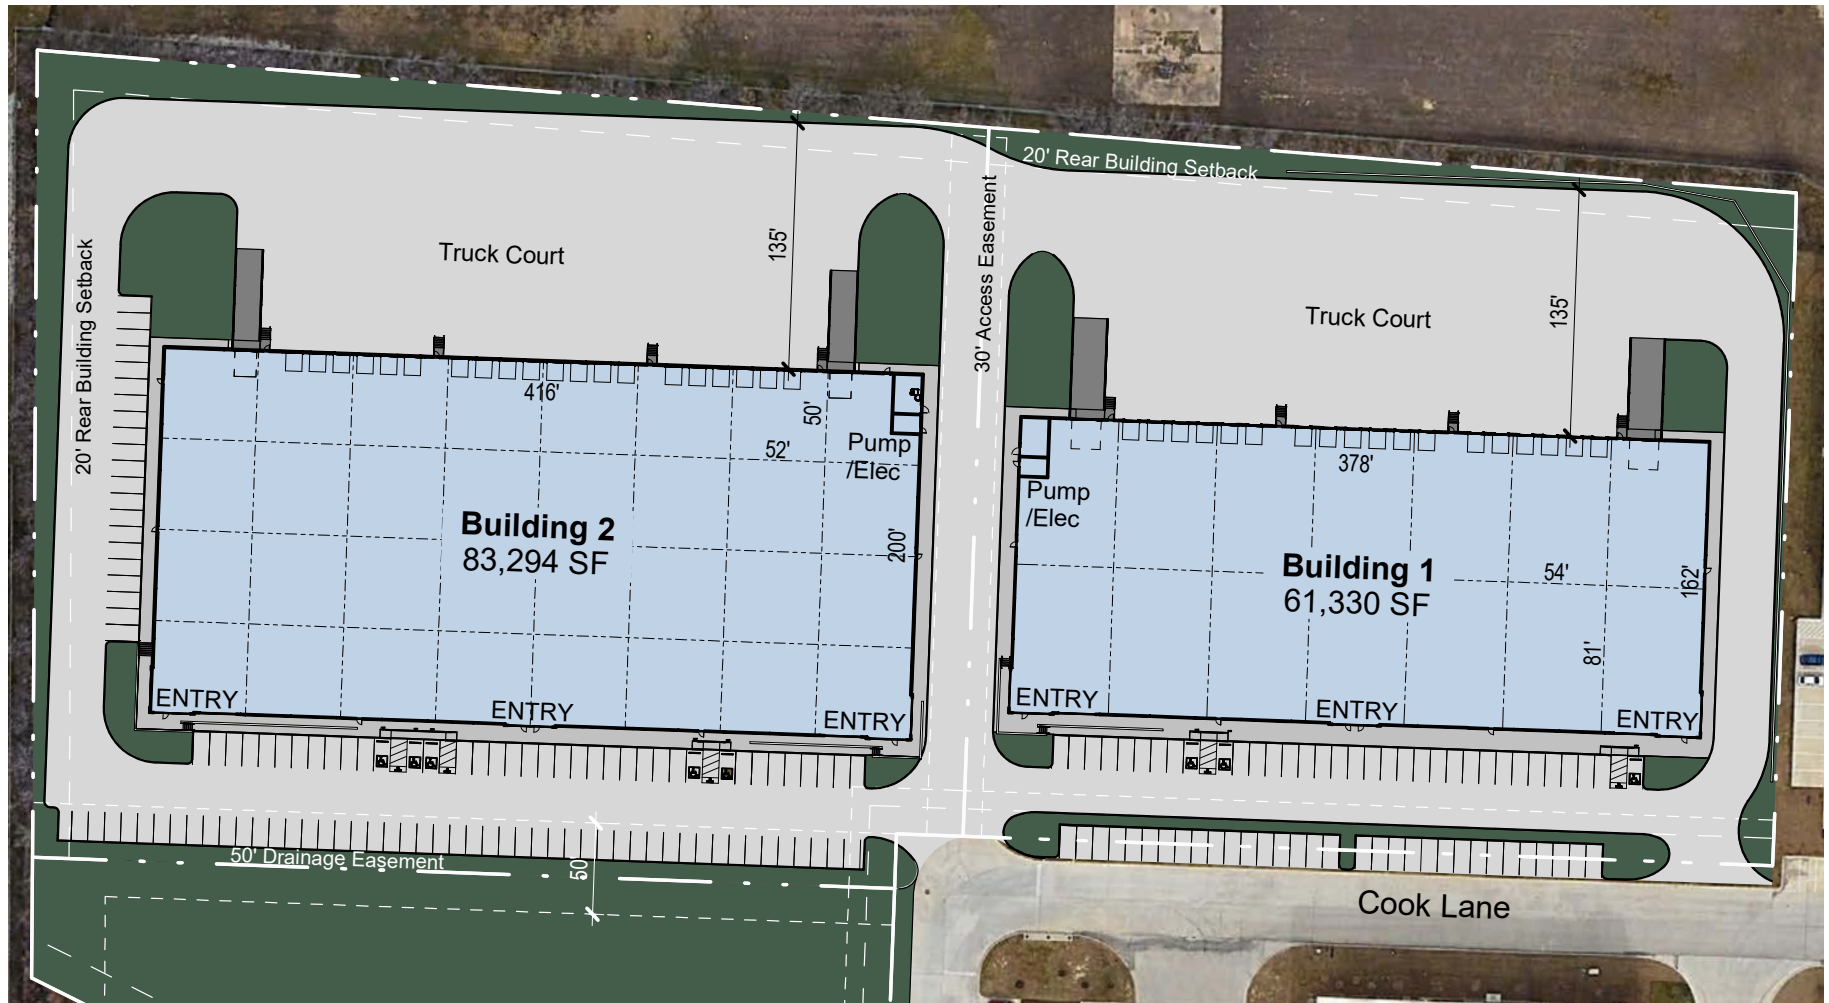 20' Rear Building Setback
20' Rear Building Setback
30' Access Easement
Truck Court
135'
Truck Court
135'
416'
50'
52'
Pump
/Elec
200'
Building 2
83,294 SF
ENTRY
ENTRY
ENTRY
378'
Pump
/Elec
Building 1
61,330 SF
54'
162'
81'
ENTRY
ENTRY
ENTRY
50' Drainage Easement
50'
Cook Lane